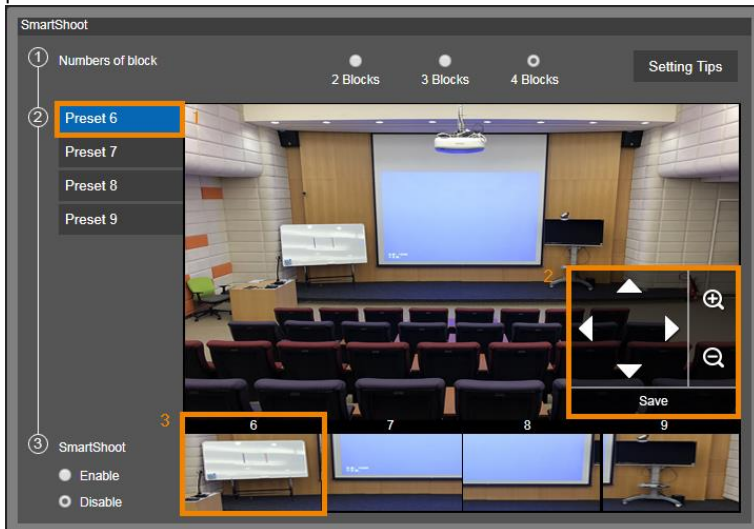 SmartShoot
1 Numbers of block
2 Blocks 3 Blocks 4 Blocks
Setting Tips
2 Preset 6 1
Preset 7
Preset 8
Preset 9
2
Save
3 6 7 8 9
3 SmartShoot
Enable
Disable